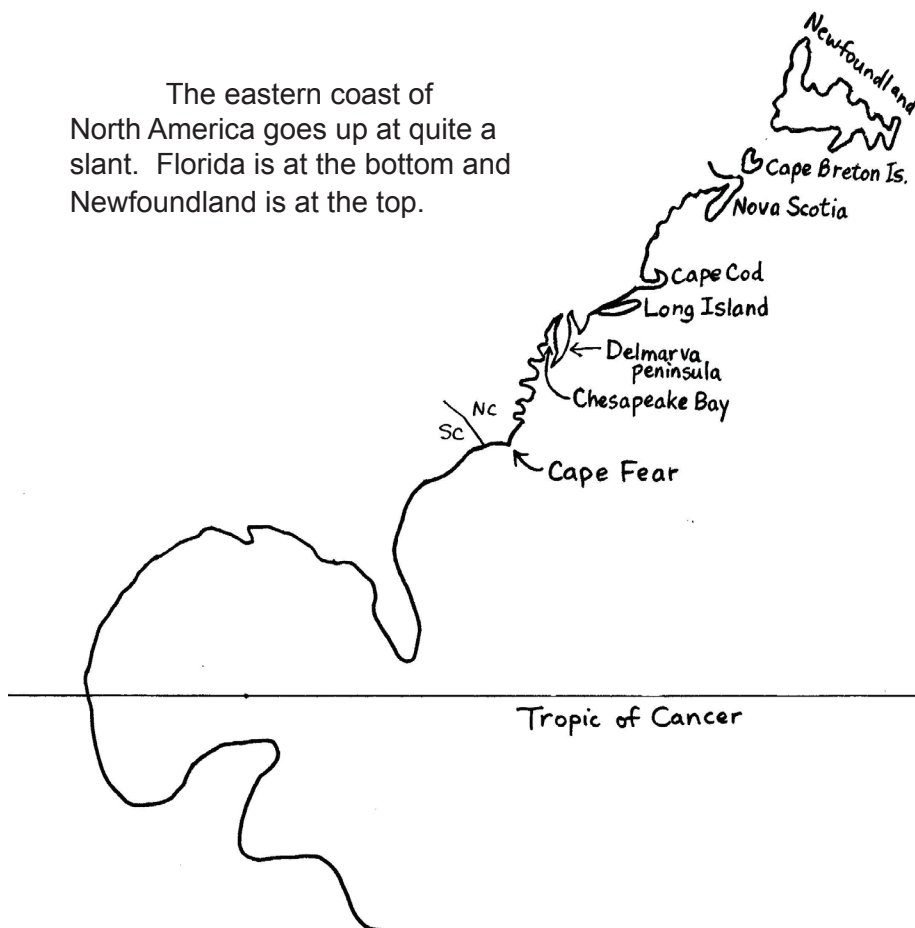 The eastern coast of
North America goes up at quite a
slant. Florida is at the bottom and
Newfoundland is at the top.
Newfoundland
Cape Breton Is.
Nova Scotia
Cape Cod
Long Island
Delmarva
peninsula
Chesapeake Bay
NC
SC
Cape Fear
Tropic of Cancer